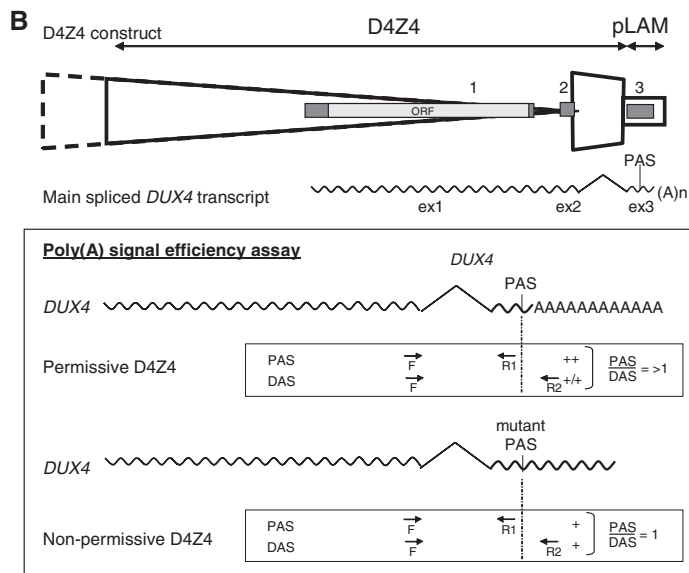 B
D4Z4 construct
D4Z4
pLAM
1
2
3
ORF
PAS
Main spliced DUX4 transcript
(A)n
ex1
ex2
ex3
Poly(A) signal efficiency assay
DUX4
PAS
DUX4
AAAAAAAAAAAA
Permissive D4Z4
PAS
F
R1
++
DAS
F
R2
+/+
PAS
DAS
= >1
mutant
PAS
DUX4
Non-permissive D4Z4
PAS
F
R1
+
DAS
F
R2
+
PAS
DAS
= 1